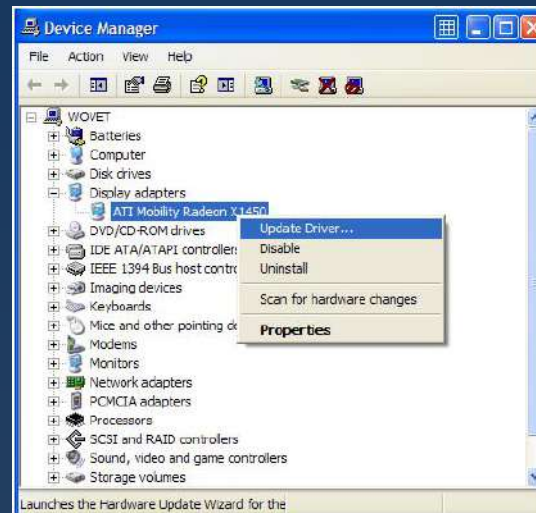 Device Manager
File Action View Help
WOVET
Batteries
Computer
Disk drives
Display adapters
ATI Mobility Radeon X1450
DVD/CD-ROM drives
IDE ATA/ATAPI controller
IEEE 1394 Bus host contr
Imaging devices
Keyboards
Mice and other pointing de
Modems
Monitors
Network adapters
PCMCIA adapters
Processors
SCSI and RAID controllers
Sound, video and game controllers
Storage volumes
Update Driver...
Disable
Uninstall
Scan for hardware changes
Properties
Launches the Hardware Update Wizard for the